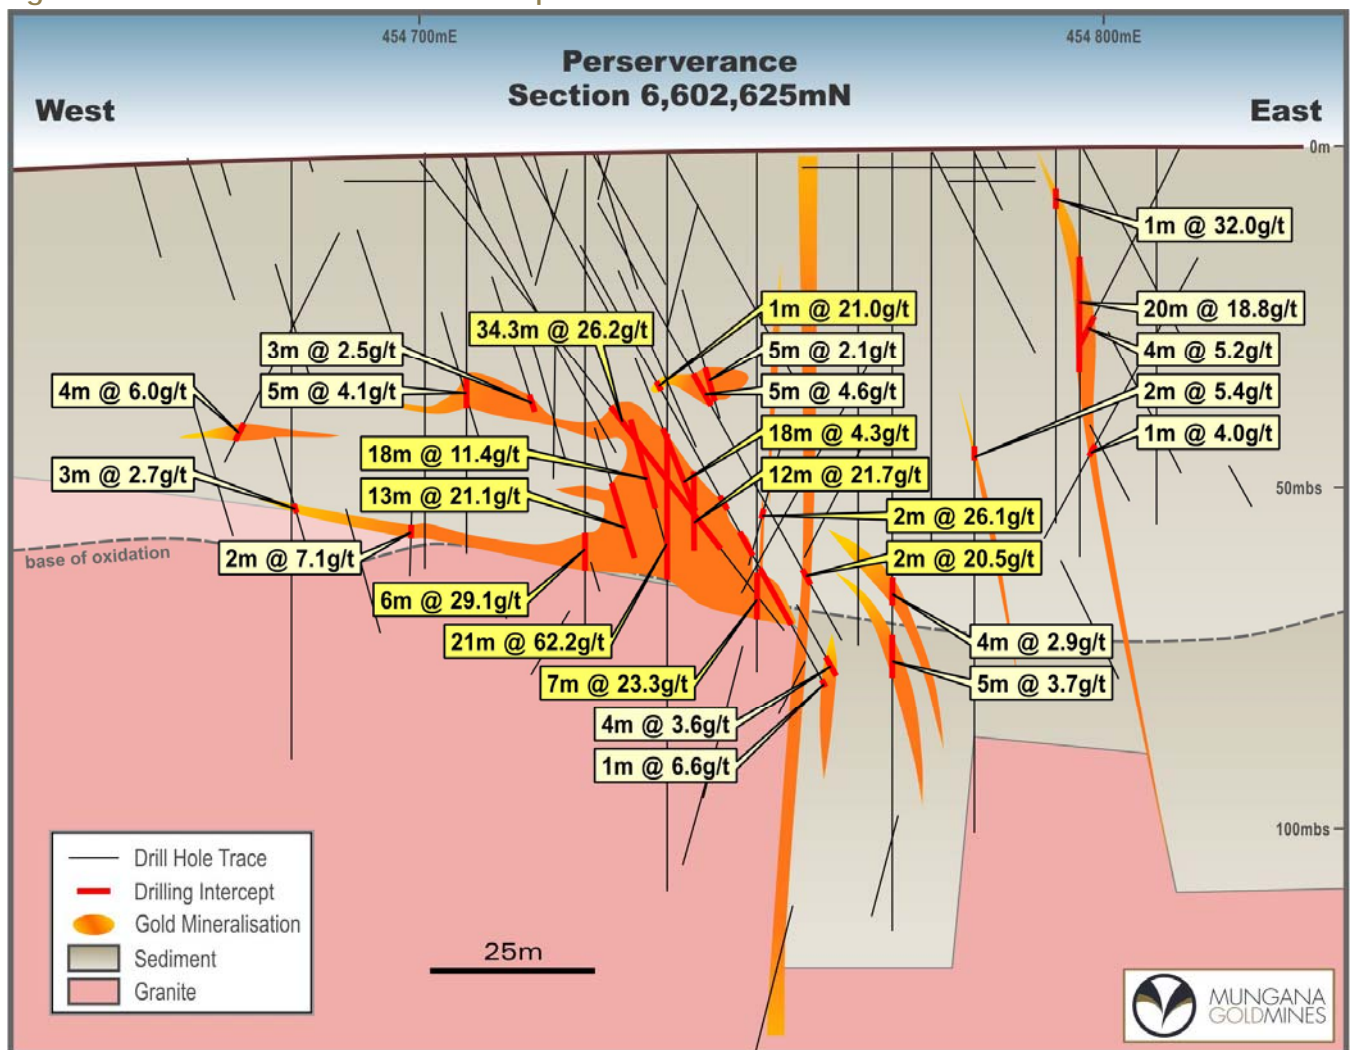 454 700mE
454 800mE
Perserverance
Section 6,602,625mN
West
East
0m
1m @ 32.0g/t
1m @ 21.0g/t
20m @ 18.8g/t
34.3m @ 26.2g/t
3m @ 2.5g/t
5m @ 2.1g/t
4m @ 5.2g/t
4m @ 6.0g/t
5m @ 4.1g/t
5m @ 4.6g/t
2m @ 5.4g/t
18m @ 4.3g/t
1m @ 4.0g/t
18m @ 11.4g/t
3m @ 2.7g/t
12m @ 21.7g/t
13m @ 21.1g/t
50mbs
2m @ 26.1g/t
base of oxidation
2m @ 7.1g/t
2m @ 20.5g/t
6m @ 29.1g/t
21m @ 62.2g/t
4m @ 2.9g/t
7m @ 23.3g/t
5m @ 3.7g/t
4m @ 3.6g/t
1m @ 6.6g/t
100mbs
Drill Hole Trace
Drilling Intercept
Gold Mineralisation
Sediment
Granite
25m
MUNGANA
GOLDMINES